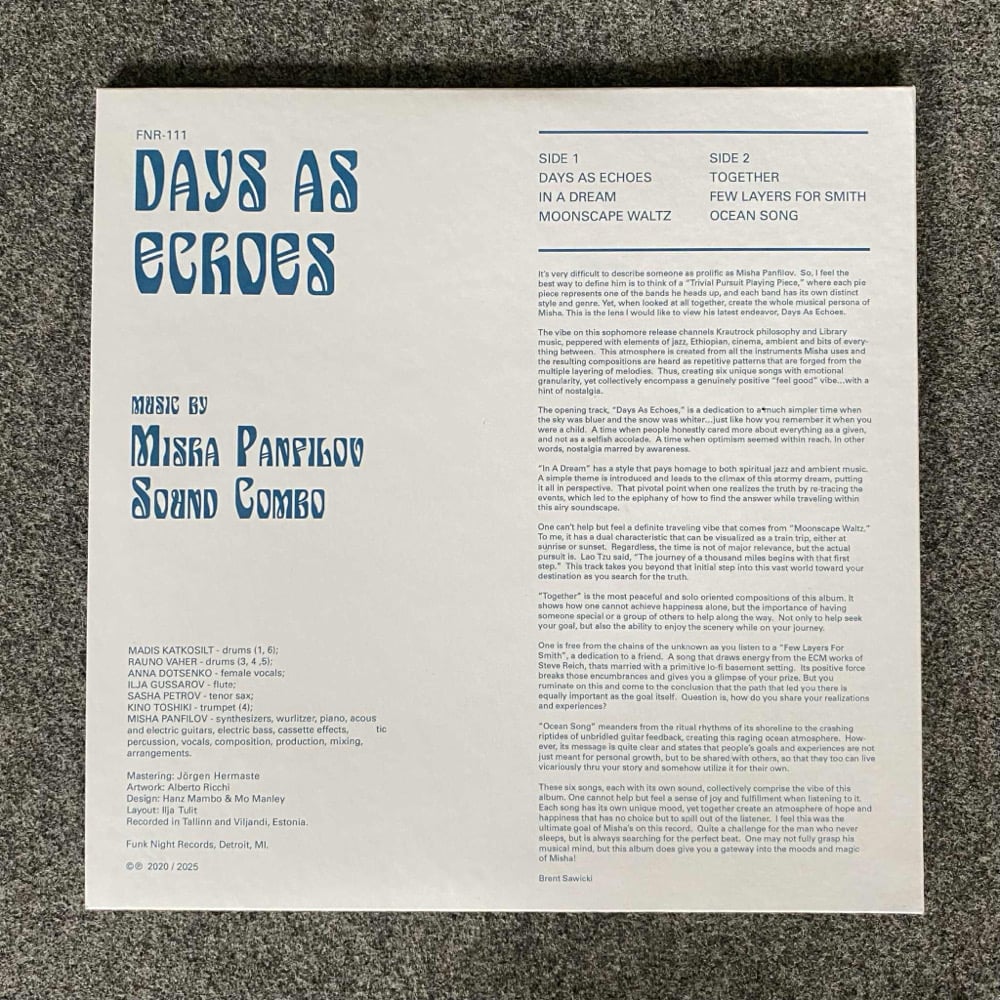 FNR-111
DAYS AS
ECHOES
MUSIC BY
MISHA PANFILOV
SOUND COMBO
MADIS KATKOSILT - drums (1, 6);
RAUNO VAHER - drums (3, 4 ,5);
ANNA DOTSENKO - female vocals;
ILJA GUSSAROV - flute;
SASHA PETROV - tenor sax;
KINO TOSHIKI - trumpet (4);
MISHA PANFILOV - synthesizers, wurlitzer, piano, acous
and electric guitars, electric bass, cassette effects, tic
percussion, vocals, composition, production, mixing,
arrangements.
Mastering: Jörgen Hermaste
Artwork: Alberto Ricchi
Design: Hanz Mambo & Mo Manley
Layout: Ilja Tulit
Recorded in Tallinn and Viljandi, Estonia.
Funk Night Records, Detroit, MI.
©℗ 2020 / 2025
SIDE 1
DAYS AS ECHOES
IN A DREAM
MOONSCAPE WALTZ
SIDE 2
TOGETHER
FEW LAYERS FOR SMITH
OCEAN SONG
It's very difficult to describe someone as prolific as Misha Panfilov. So, I feel the
best way to define him is to think of a "Trivial Pursuit Playing Piece," where each pie
piece represents one of the bands he heads up, and each band has its own distinct
style and genre. Yet, when looked at all together, create the whole musical persona of
Misha. This is the lens I would like to view his latest endeavor, Days As Echoes.
The vibe on this sophomore release channels Krautrock philosophy and Library
music, peppered with elements of jazz, Ethiopian, cinema, ambient and bits of every-
thing between. This atmosphere is created from all the instruments Misha uses and
the resulting compositions are heard as repetitive patterns that are forged from the
multiple layering of melodies. Thus, creating six unique songs with emotional
granularity, yet collectively encompass a genuinely positive "feel good" vibe...with a
hint of nostalgia.
The opening track, "Days As Echoes," is a dedication to a much simpler time when
the sky was bluer and the snow was whiter...just like how you remember it when you
were a child. A time when people honestly cared more about everything as a given,
and not as a selfish accolade. A time when optimism seemed within reach. In other
words, nostalgia marred by awareness.
"In A Dream" has a style that pays homage to both spiritual jazz and ambient music.
A simple theme is introduced and leads to the climax of this stormy dream, putting
it all in perspective. That pivotal point when one realizes the truth by re-tracing the
events, which led to the epiphany of how to find the answer while traveling within
this airy soundscape.
One can't help but feel a definite traveling vibe that comes from "Moonscape Waltz."
To me, it has a dual characteristic that can be visualized as a train trip, either at
sunrise or sunset. Regardless, the time is not of major relevance, but the actual
pursuit is. Lao Tzu said, "The journey of a thousand miles begins with that first
step." This track takes you beyond that initial step into this vast world toward your
destination as you search for the truth.
"Together" is the most peaceful and solo oriented compositions of this album. It
shows how one cannot achieve happiness alone, but the importance of having
someone special or a group of others to help along the way. Not only to help seek
your goal, but also the ability to enjoy the scenery while on your journey.
One is free from the chains of the unknown as you listen to a "Few Layers For
Smith", a dedication to a friend. A song that draws energy from the ECM works of
Steve Reich, thats married with a primitive lo-fi basement setting. Its positive force
breaks those encumbrances and gives you a glimpse of your prize. But you
ruminate on this and come to the conclusion that the path that led you there is
equally important as the goal itself. Question is, how do you share your realizations
and experiences?
"Ocean Song" meanders from the ritual rhythms of its shoreline to the crashing
riptides of unbridled guitar feedback, creating this raging ocean atmosphere. How-
ever, its message is quite clear and states that people's goals and experiences are not
just meant for personal growth, but to be shared with others, so that they too can live
vicariously thru your story and somehow utilize it for their own.
These six songs, each with its own sound, collectively comprise the vibe of this
album. One cannot help but feel a sense of joy and fulfillment when listening to it.
Each song has its own unique mood, yet together create an atmosphere of hope and
happiness that has no choice but to spill out of the listener. I feel this was the
ultimate goal of Misha's on this record. Quite a challenge for the man who never
sleeps, but is always searching for the perfect beat. One may not fully grasp his
musical mind, but this album does give you a gateway into the moods and magic
of Misha!
Brent Sawicki